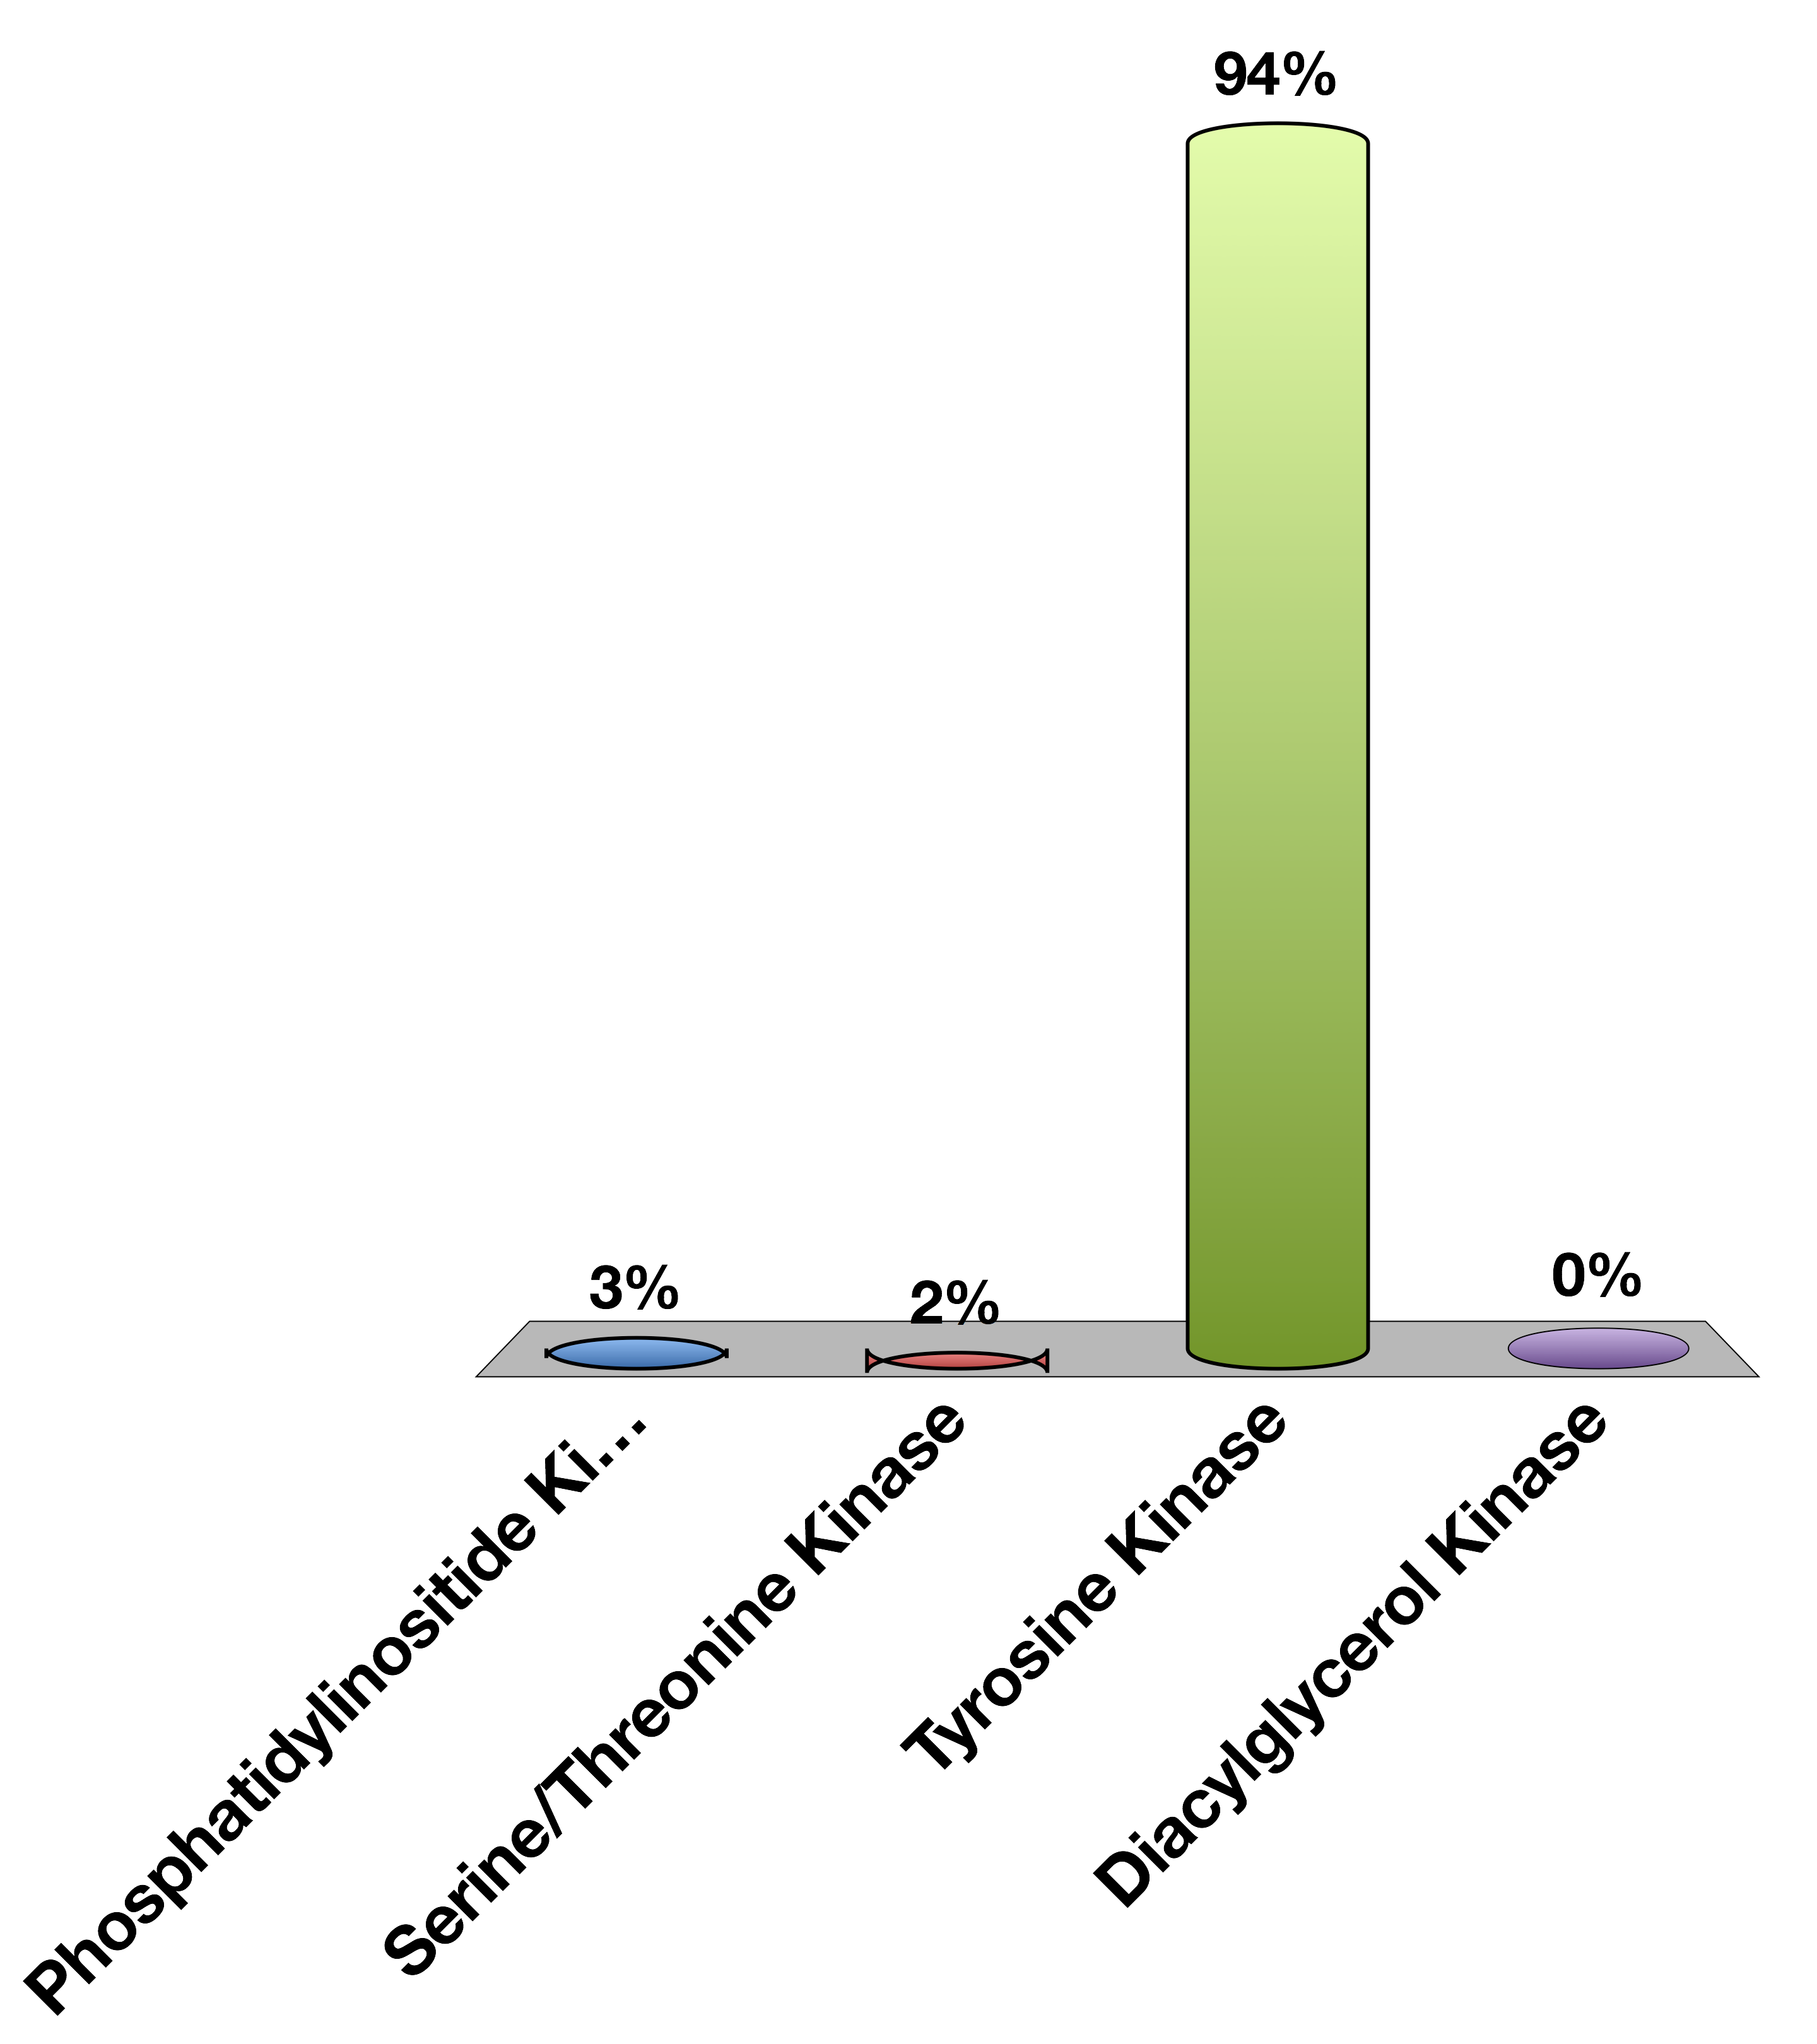 94%
3%
2%
0%
Phosphatidylinositide Ki...
Serine/Threonine Kinase
Tyrosine Kinase
Diacylglycerol Kinase